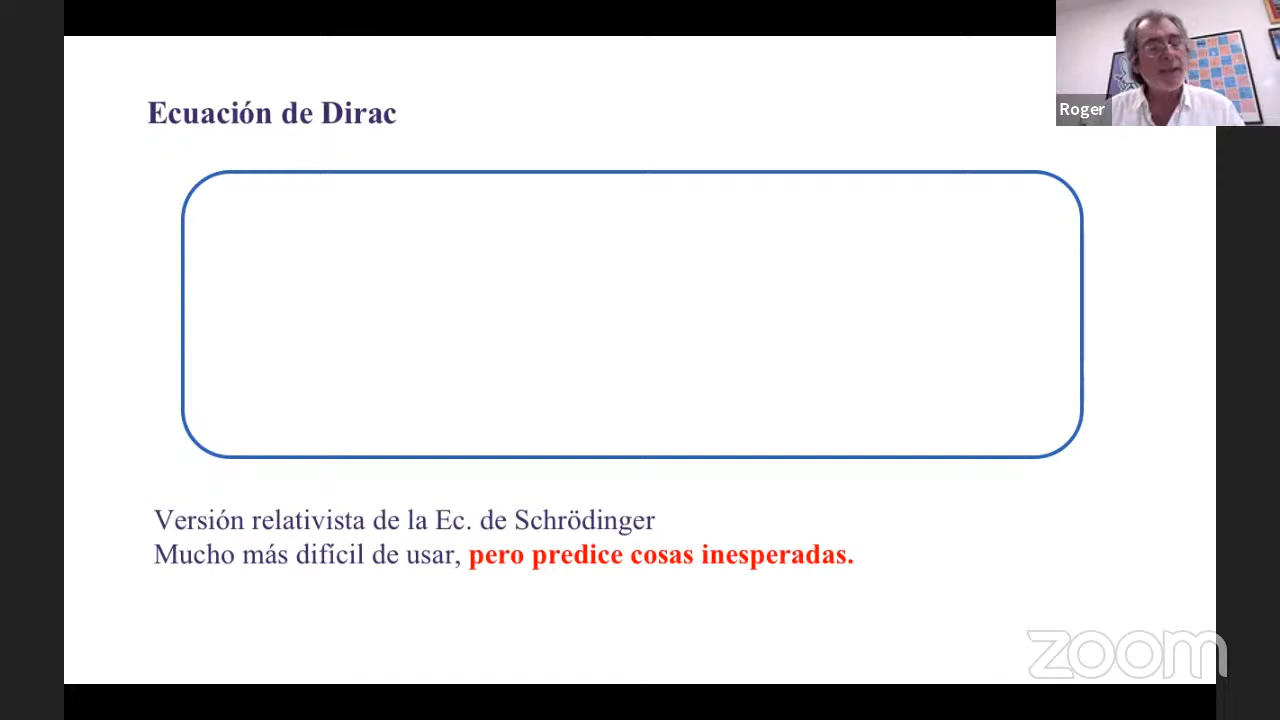 Ecuación de Dirac
Roger
Versión relativista de la Ec. de Schrödinger
Mucho más difícil de usar, pero predice cosas inesperadas.
zoom